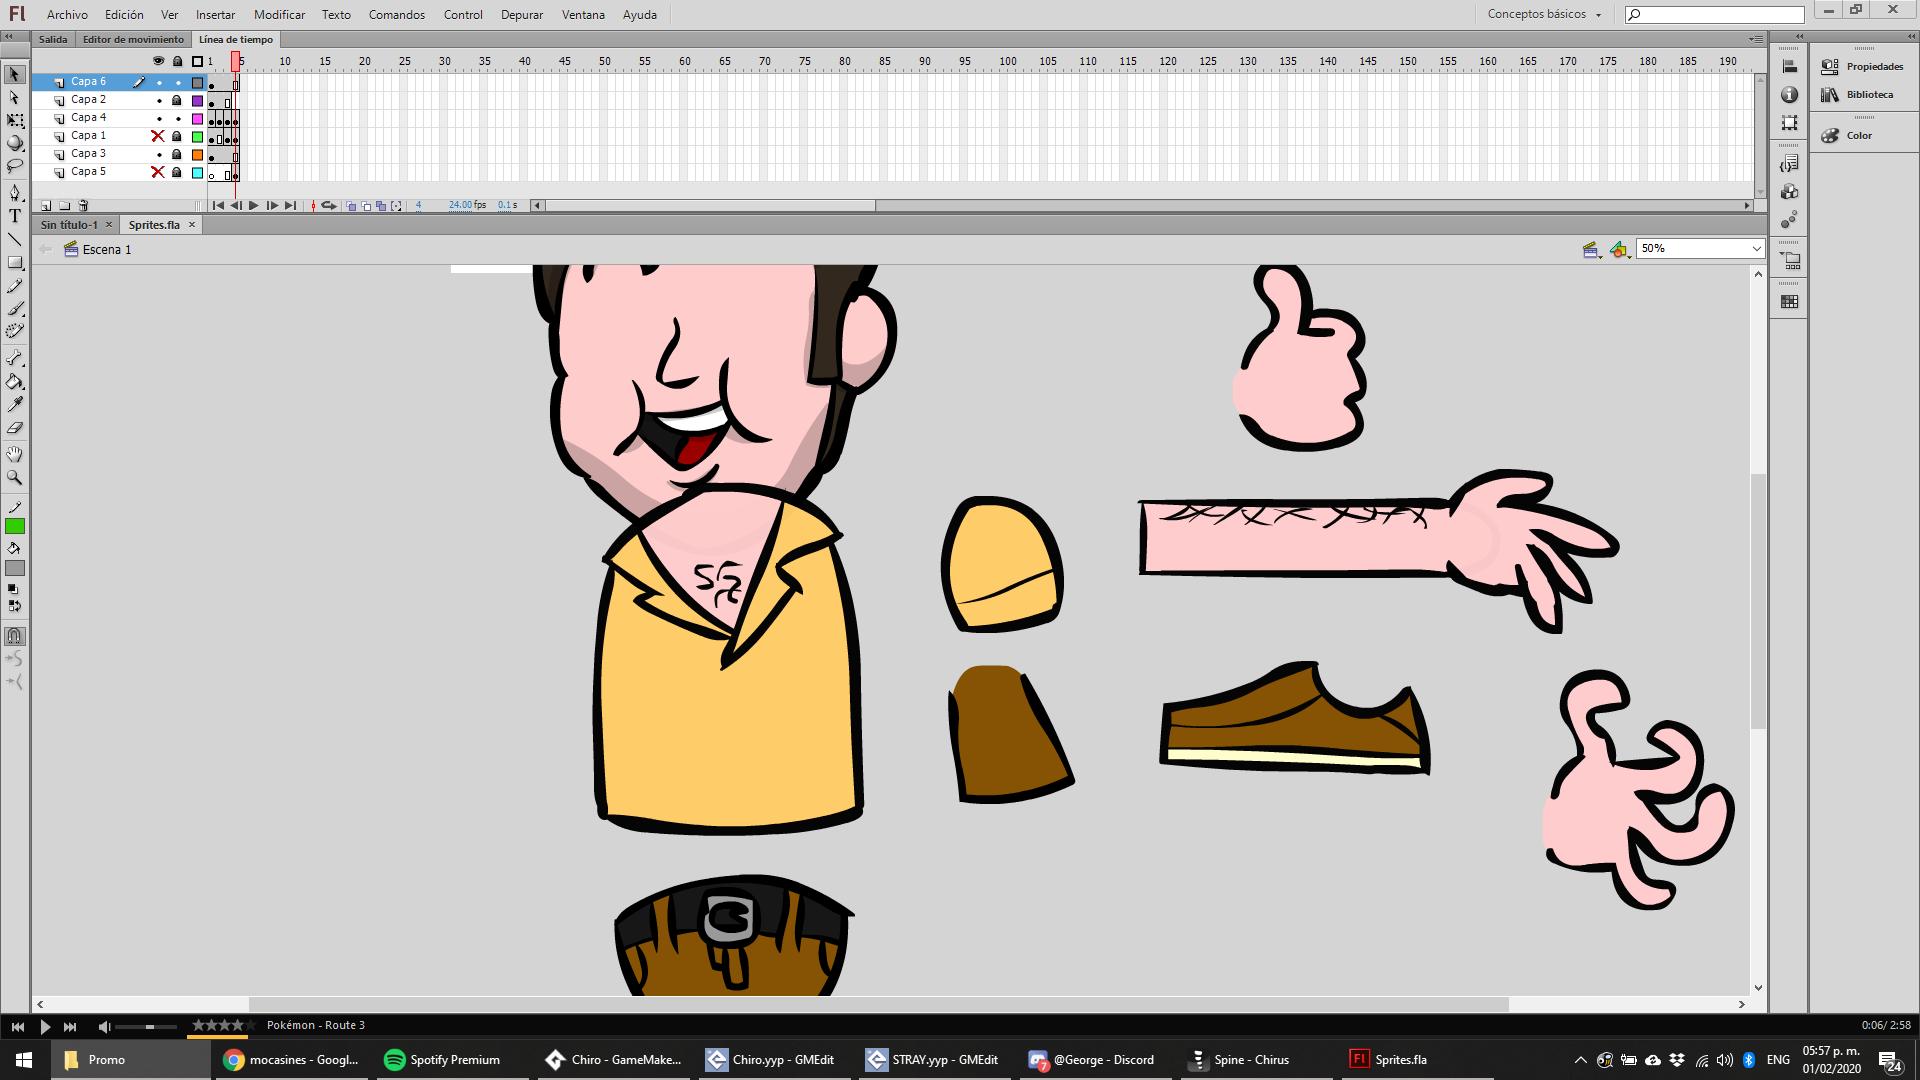 Fl Archivo Edición Ver Insertar Modificar Texto Comandos Control Depurar Ventana Ayuda Conceptos básicos
Salida Editor de movimiento Línea de tiempo
1 5 10 15 20 25 30 35 40 45 50 55 60 65 70 75 80 85 90 95 100 105 110 115 120 125 130 135 140 145 150 155 160 165 170 175 180 185 190
Capa 6
Capa 2
Capa 4
Capa 1
Capa 3
Capa 5
4 24.00 fps 0.1 s
Sin título-1 Sprites.fla
Escena 1 50%
Propiedades
Biblioteca
Color
Pokémon - Route 3 0:06/ 2:58
Promo mocasines - Googl... Spotify Premium Chiro - GameMake... Chiro.yyp - GMEdit STRAY.yyp - GMEdit 7 @George - Discord Spine - Chirus Fl Sprites.fla ENG 05:57 p. m.
01/02/2020 24